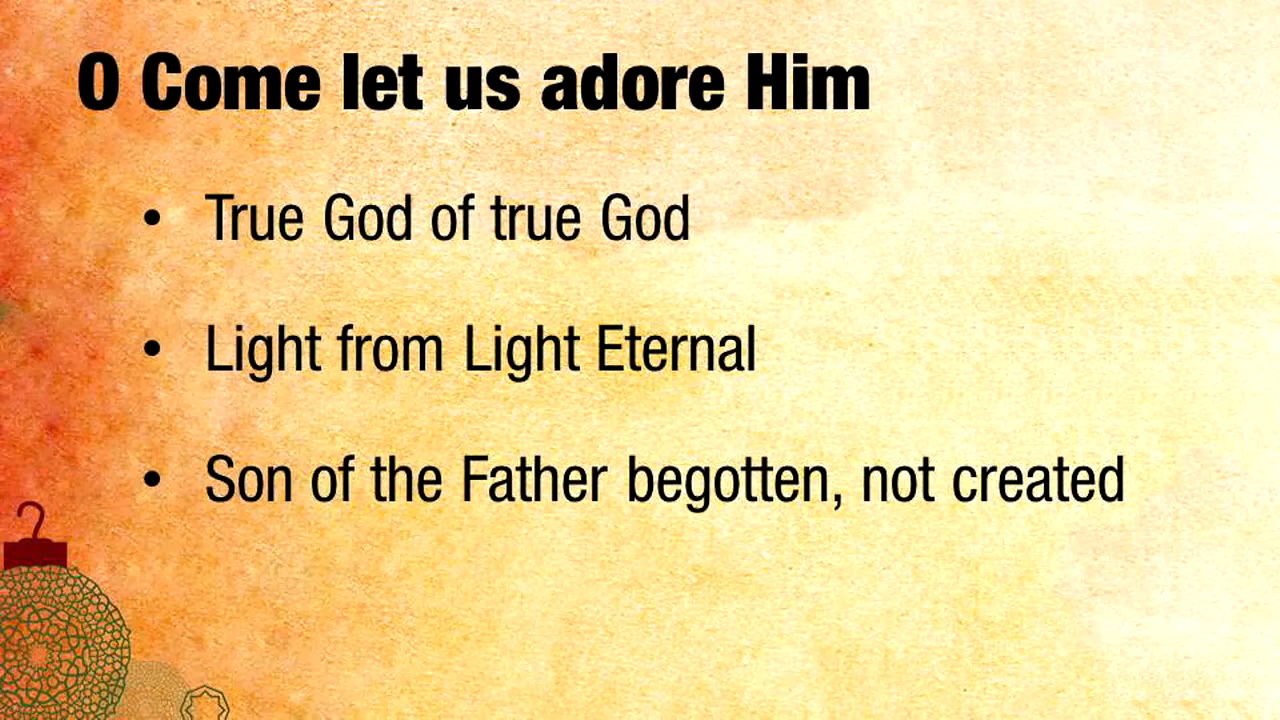 O Come let us adore Him
• True God of true God
• Light from Light Eternal
• Son of the Father begotten, not created